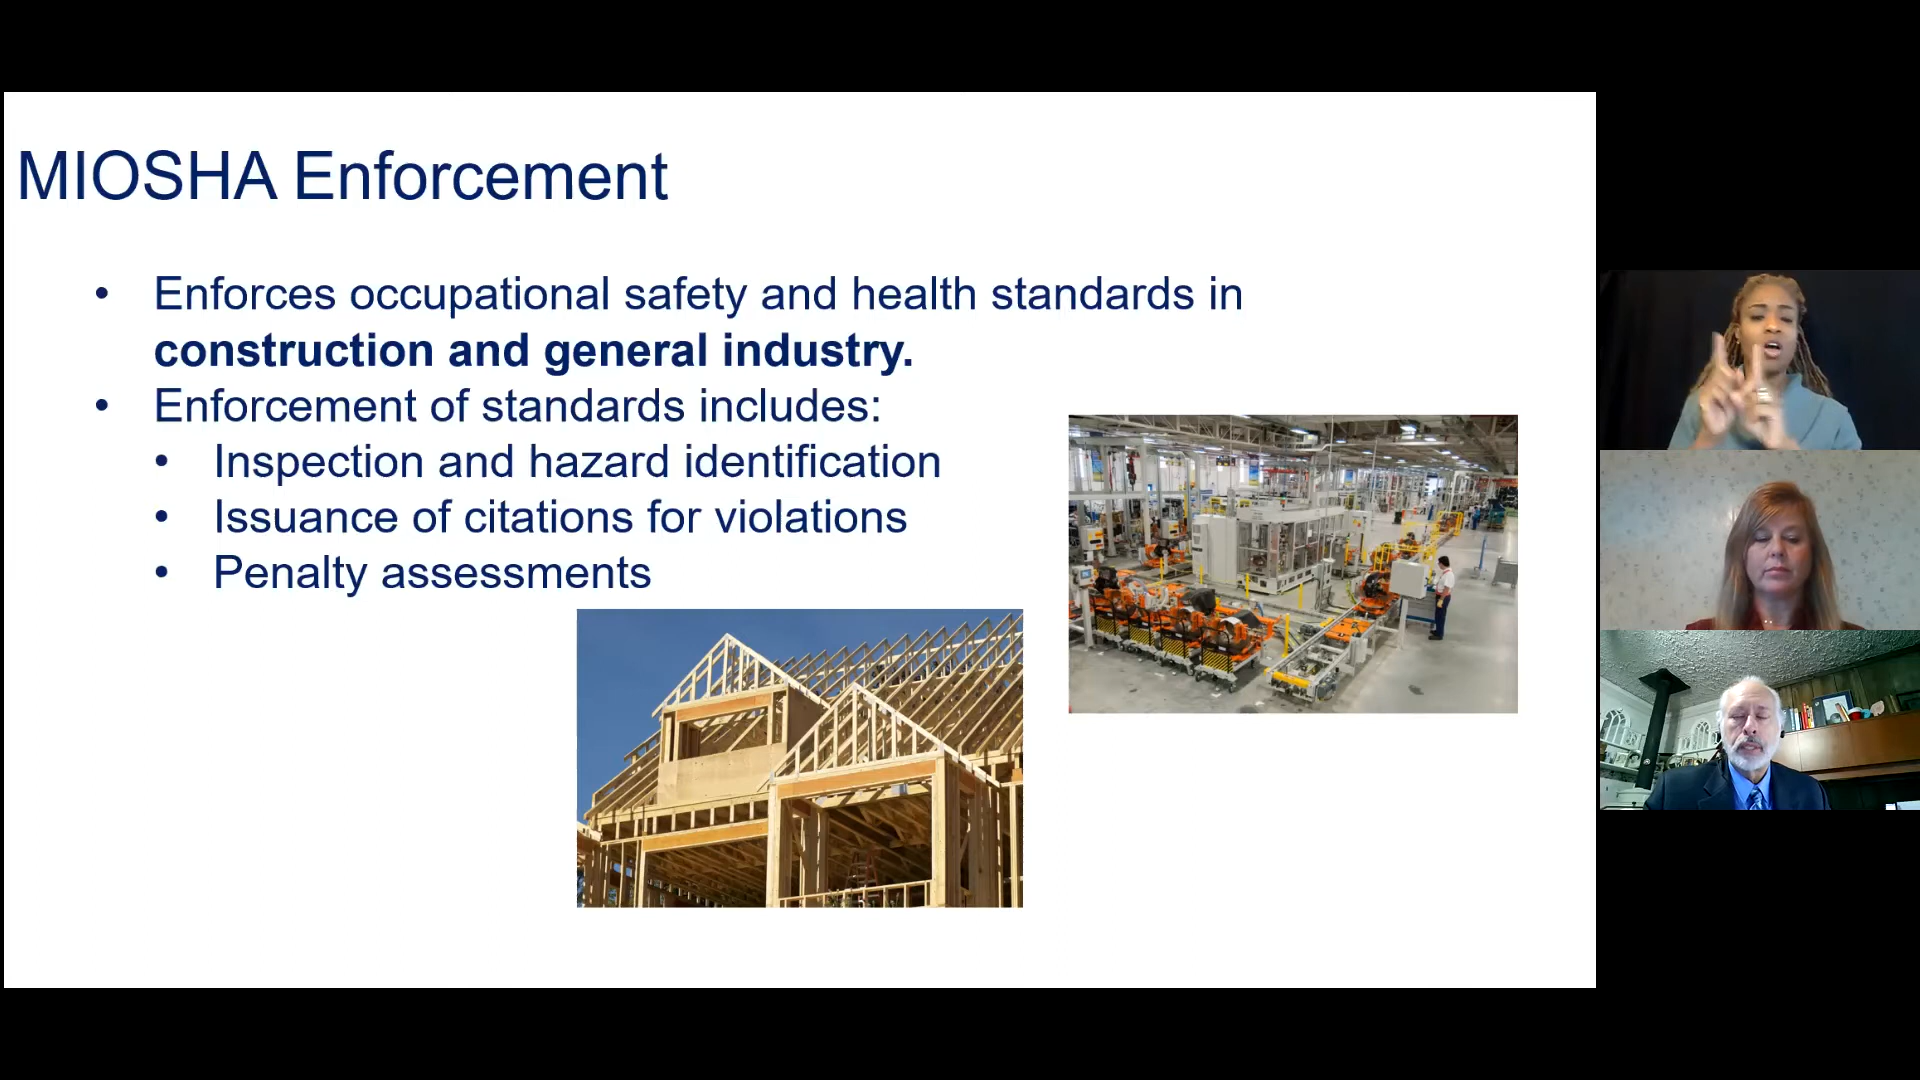 MIOSHA Enforcement
• Enforces occupational safety and health standards in
construction and general industry.
• Enforcement of standards includes:
• Inspection and hazard identification
• Issuance of citations for violations
• Penalty assessments